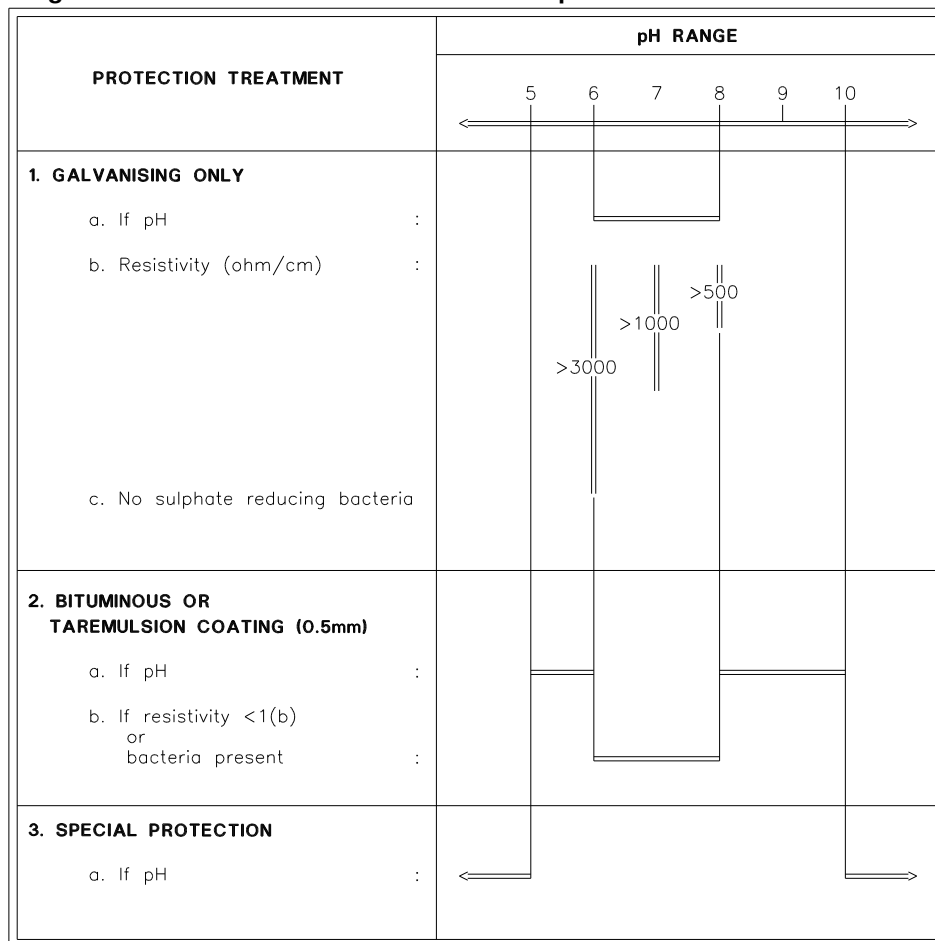 pH RANGE
PROTECTION TREATMENT
5 6 7 8 9 10
1. GALVANISING ONLY
a. If pH :
b. Resistivity (ohm/cm) :
>500
>1000
>3000
c. No sulphate reducing bacteria
2. BITUMINOUS OR
TAREMULSION COATING (0.5mm)
a. If pH :
b. If resistivity <1(b)
or
bacteria present :
3. SPECIAL PROTECTION
a. If pH :